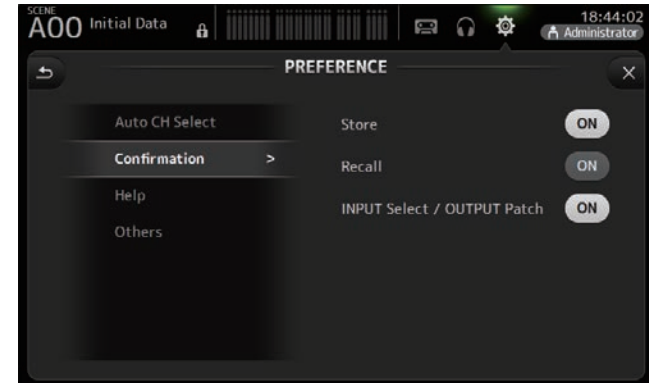 SCENE
A00 Initial Data
18:44:02
Administrator
PREFERENCE
Auto CH Select
Store ON
Confirmation >
Recall ON
Help
INPUT Select / OUTPUT Patch ON
Others